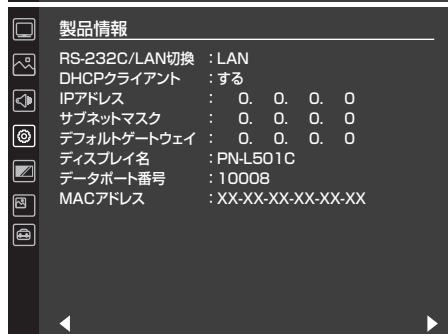 製品情報
RS-232C/LAN切換 : LAN
DHCPクライアント : する
IPアドレス : 0. 0. 0. 0
サブネットマスク : 0. 0. 0. 0
デフォルトゲートウェイ : 0. 0. 0. 0
ディスプレイ名 : PN-L501C
データポート番号 : 10008
MACアドレス : XX-XX-XX-XX-XX-XX